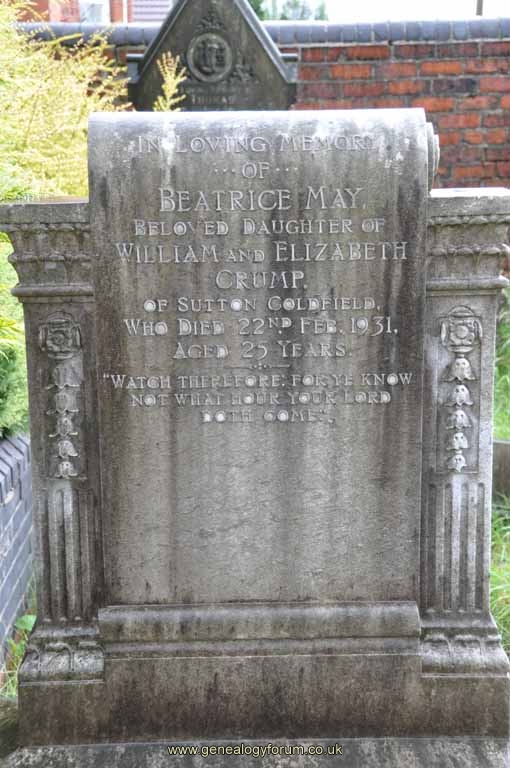 THOMAS
IN LOVING MEMORY
OF
BEATRICE MAY,
BELOVED DAUGHTER OF
WILLIAM AND ELIZABETH
CRUMP,
OF SUTTON COLDFIELD,
WHO DIED 22ND FEB. 1931,
AGED 25 YEARS.
"WATCH THEREFORE: FOR YE KNOW
NOT WHAT HOUR YOUR LORD
DOTH COME".
www.genealogyforum.co.uk